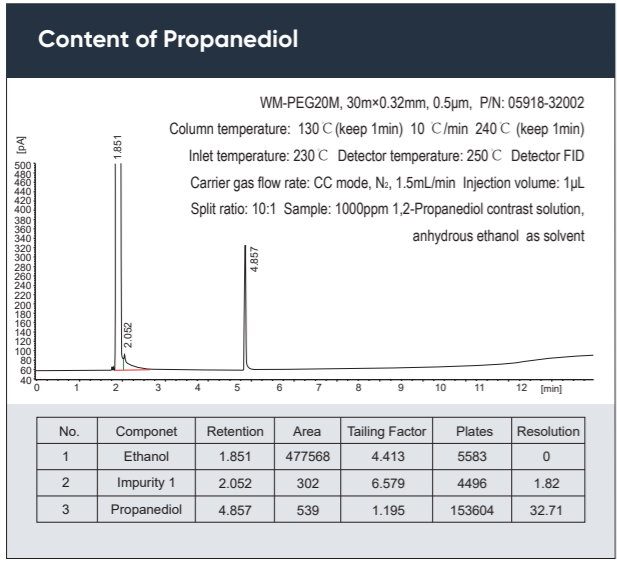 Content of Propanediol
WM-PEG20M, 30m×0.32mm, 0.5μm, P/N: 05918-32002
Column temperature: 130℃(keep 1min) 10 ℃/min 240℃ (keep 1min)
Inlet temperature: 230℃ Detector temperature: 250℃ Detector FID
Carrier gas flow rate: CC mode, N₂, 1.5mL/min Injection volume: 1μL
Split ratio: 10:1 Sample: 1000ppm 1,2-Propanediol contrast solution,
anhydrous ethanol as solvent
[pA]
500
480
460
440
420
400
380
360
340
320
300
280
260
240
220
200
180
160
140
120
100
80
60
40
1.851
2.052
4.857
0 1 2 3 4 5 6 7 8 9 10 11 12 [min]
No. Componet Retention Area Tailing Factor Plates Resolution
1 Ethanol 1.851 477568 4.413 5583 0
2 Impurity 1 2.052 302 6.579 4496 1.82
3 Propanediol 4.857 539 1.195 153604 32.71